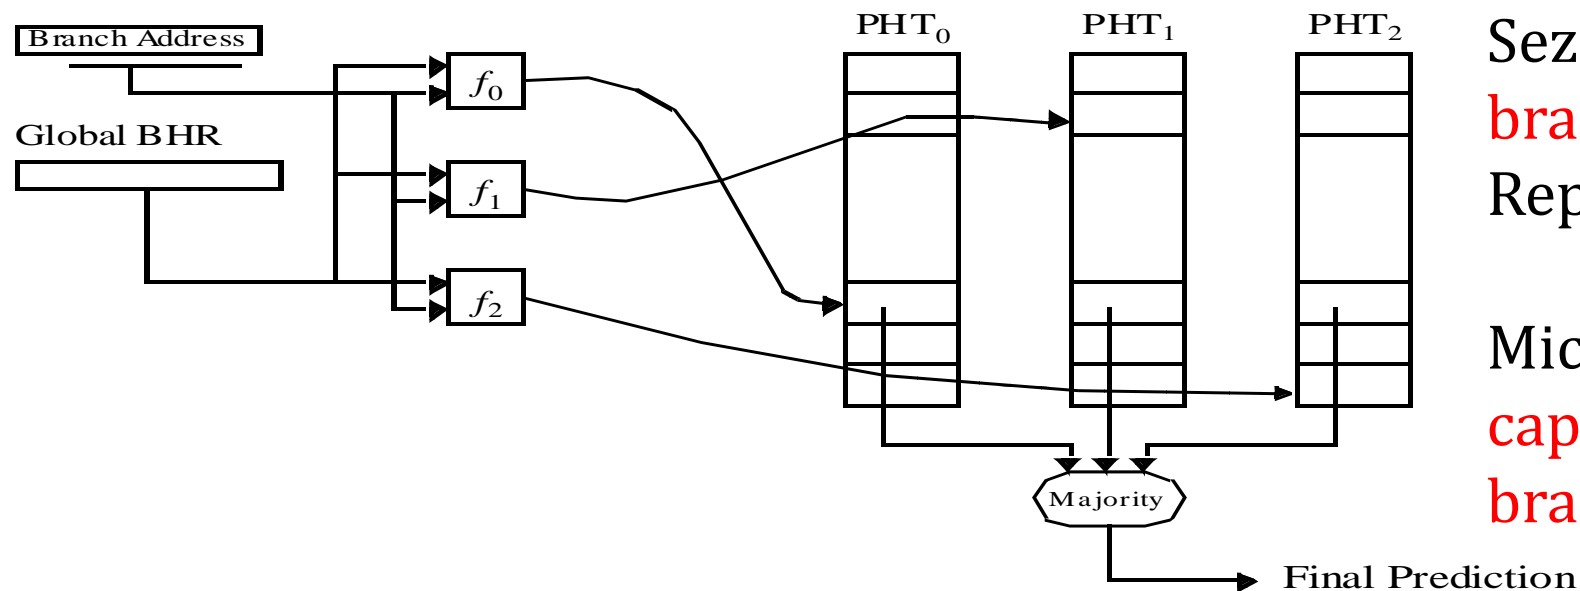 Branch Address
Global BHR
f0
f1
f2
PHT0
PHT1
PHT2
Majority
Final Prediction
Sez
bra
Rep
Mic
cap
bra